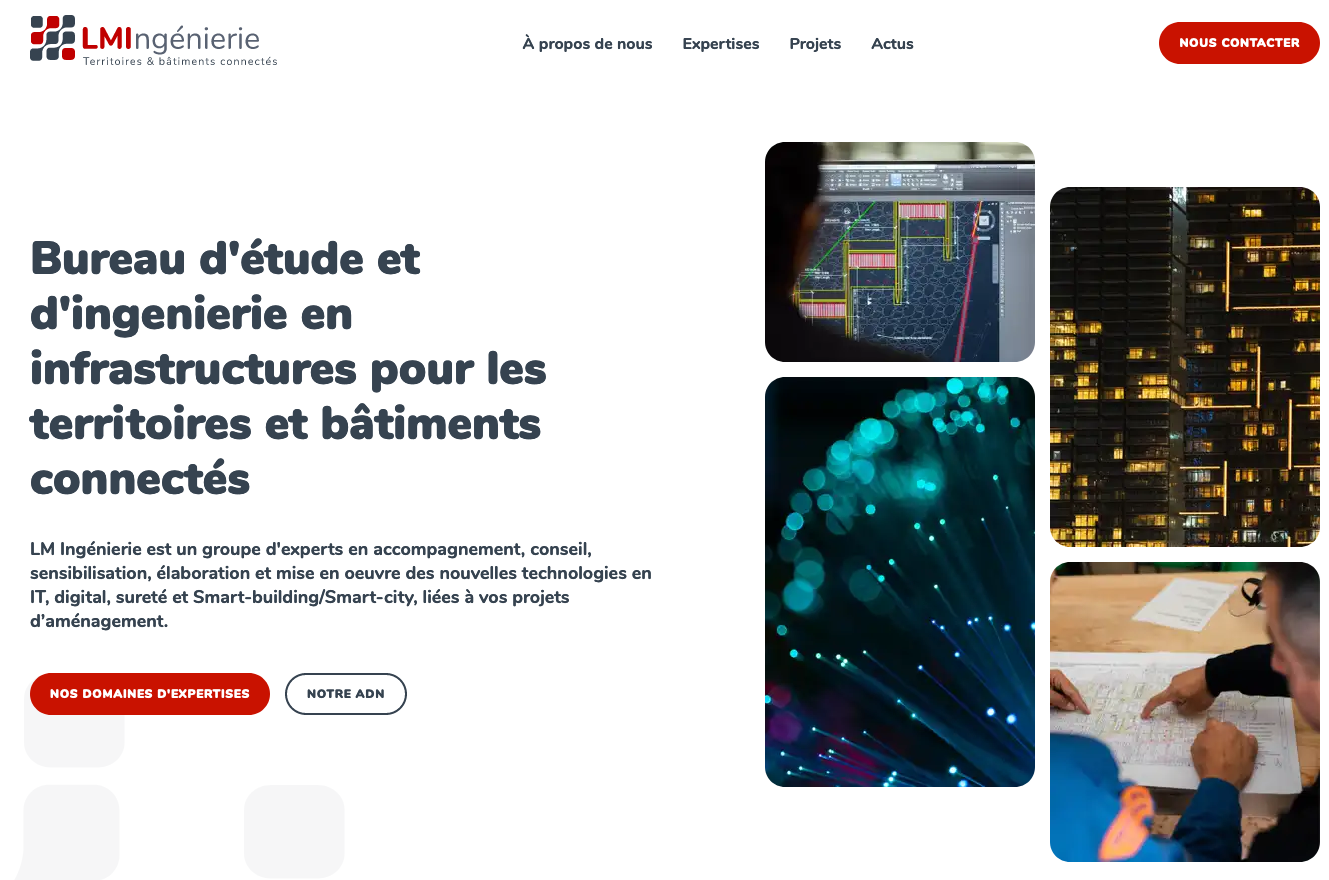 LMIngénierie
Territoires & bâtiments connectés
À propos de nous
Expertises
Projets
Actus
NOUS CONTACTER
Bureau d'étude et
d'ingenierie en
infrastructures pour les
territoires et bâtiments
connectés
LM Ingénierie est un groupe d'experts en accompagnement, conseil,
sensibilisation, élaboration et mise en oeuvre des nouvelles technologies en
IT, digital, sureté et Smart-building/Smart-city, liées à vos projets
d'aménagement.
NOS DOMAINES D'EXPERTISES
NOTRE ADN